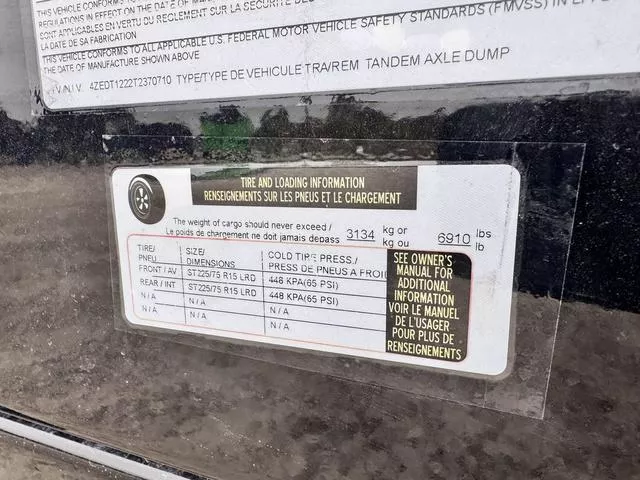 THIS VEHICLE CONFORMS TO
REGULATIONS IN EFFECT ON THE DATE OF
SONT APPLICABLES EN VERTU DU REGLEMENT SUR LA SECURITE DES VEHICULES
LA DATE DE SA FABRICATION
THIS VEHICLE CONFORMS TO ALL APPLICABLE U.S. FEDERAL MOTOR VEHICLE SAFETY STANDARDS (FMVSS) IN EFFECT
THE DATE OF MANUFACTURE SHOWN ABOVE
V.I.N./N.I.V. 4ZEDT1222T2370710 TYPE/TYPE DE VEHICULE TRA/REM TANDEM AXLE DUMP
TIRE AND LOADING INFORMATION
RENSEIGNEMENTS SUR LES PNEUS ET LE CHARGEMENT
The weight of cargo should never exceed / 3134 kg or 6910 lbs
Le poids de chargement ne doit jamais depass kg ou lb
TIRE/ SIZE/ COLD TIRE PRESS./
PNEU DIMENSIONS PRESS DE PNEUS A FROID
FRONT / AV ST225/75 R15 LRD 448 KPA(65 PSI)
REAR / INT ST225/75 R15 LRD 448 KPA(65 PSI)
N / A N / A N / A
N / A N / A N / A
SEE OWNER'S
MANUAL FOR
ADDITIONAL
INFORMATION
VOIR LE MANUEL
DE L'USAGER
POUR PLUS DE
RENSEIGNEMENTS